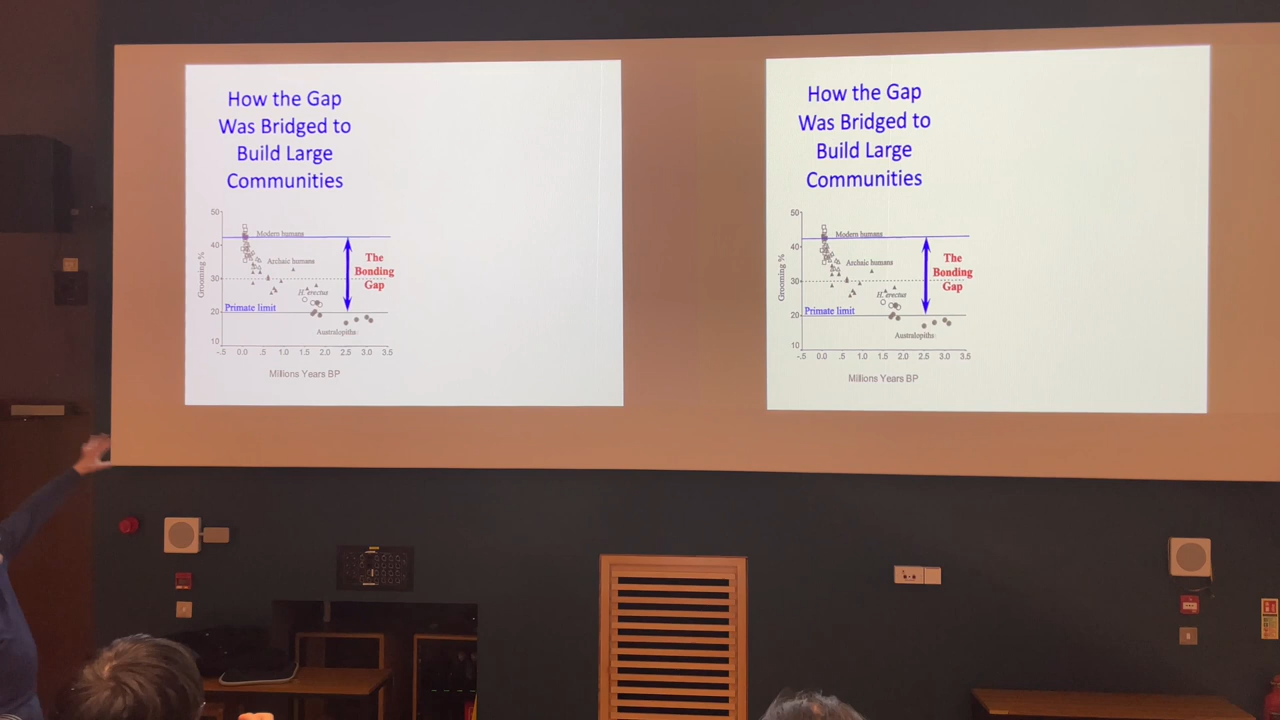 How the Gap
Was Bridged to
Build Large
Communities
50
40
30
20
10
Grooming %
Modern humans
Archaic humans
H. erectus
Primate limit
Australopiths
The
Bonding
Gap
-.5 0.0 .5 1.0 1.5 2.0 2.5 3.0 3.5
Millions Years BP
How the Gap
Was Bridged to
Build Large
Communities
50
40
30
20
10
Grooming %
Modern humans
Archaic humans
H. erectus
Primate limit
Australopiths
The
Bonding
Gap
-.5 0.0 .5 1.0 1.5 2.0 2.5 3.0 3.5
Millions Years BP